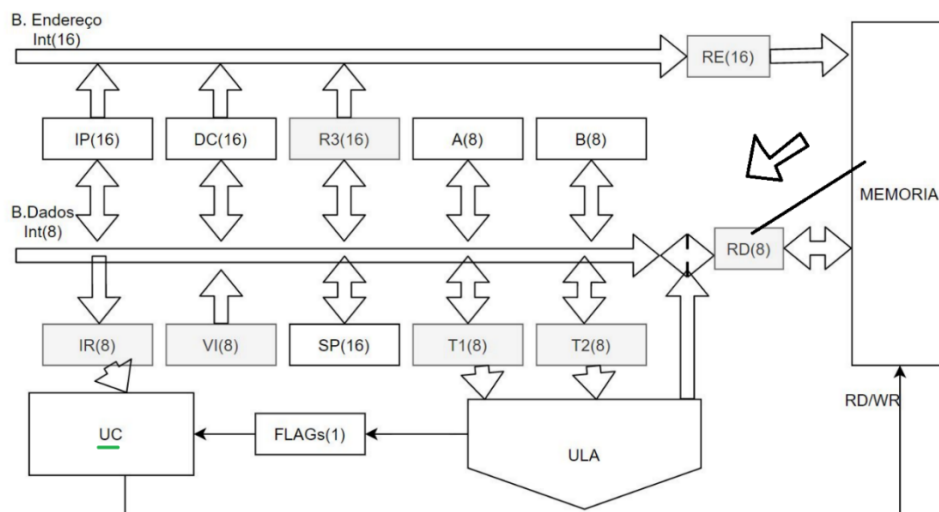 B. Endereço
Int(16)
RE(16)
IP(16)
DC(16)
R3(16)
A(8)
B(8)
MEMORIA
B.Dados
Int(8)
RD(8)
IR(8)
VI(8)
SP(16)
T1(8)
T2(8)
RD/WR
UC
FLAGs(1)
ULA